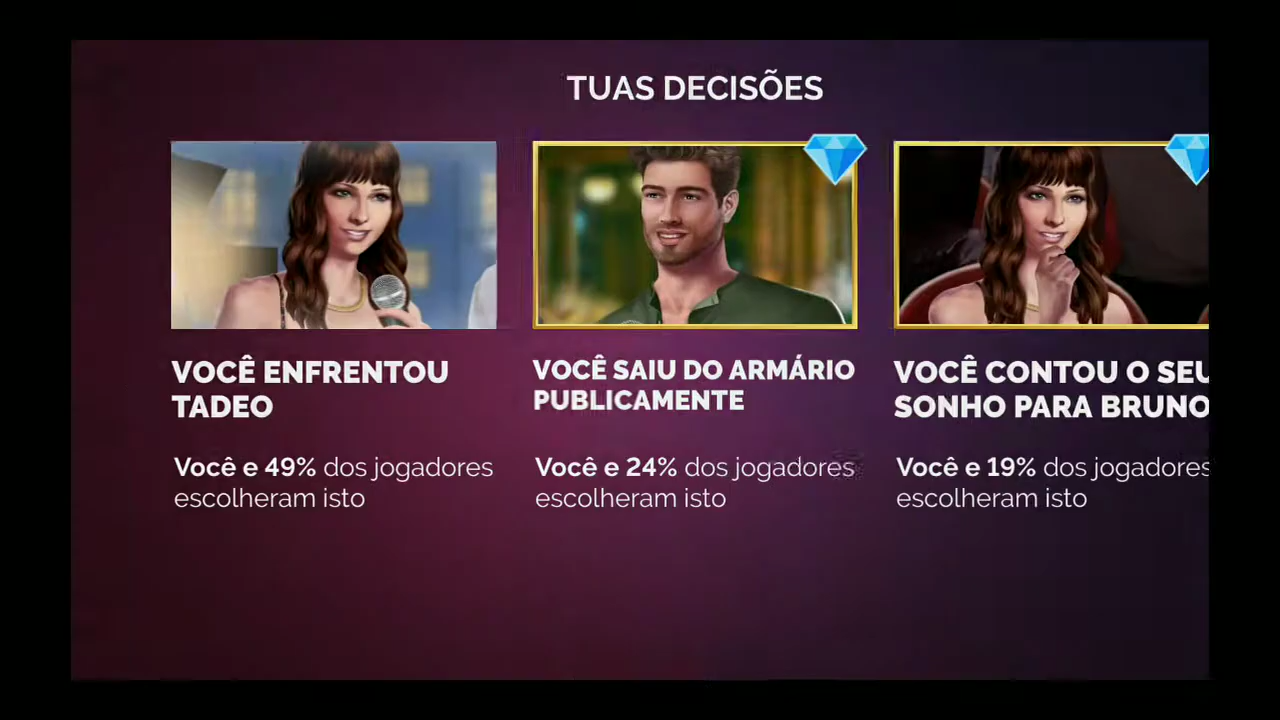 TUAS DECISÕES
VOCÊ ENFRENTOU
TADEO
Você e 49% dos jogadores
escolheram isto
VOCÊ SAIU DO ARMÁRIO
PUBLICAMENTE
Você e 24% dos jogadores
escolheram isto
VOCÊ CONTOU O SEU
SONHO PARA BRUNO
Você e 19% dos jogadores
escolheram isto